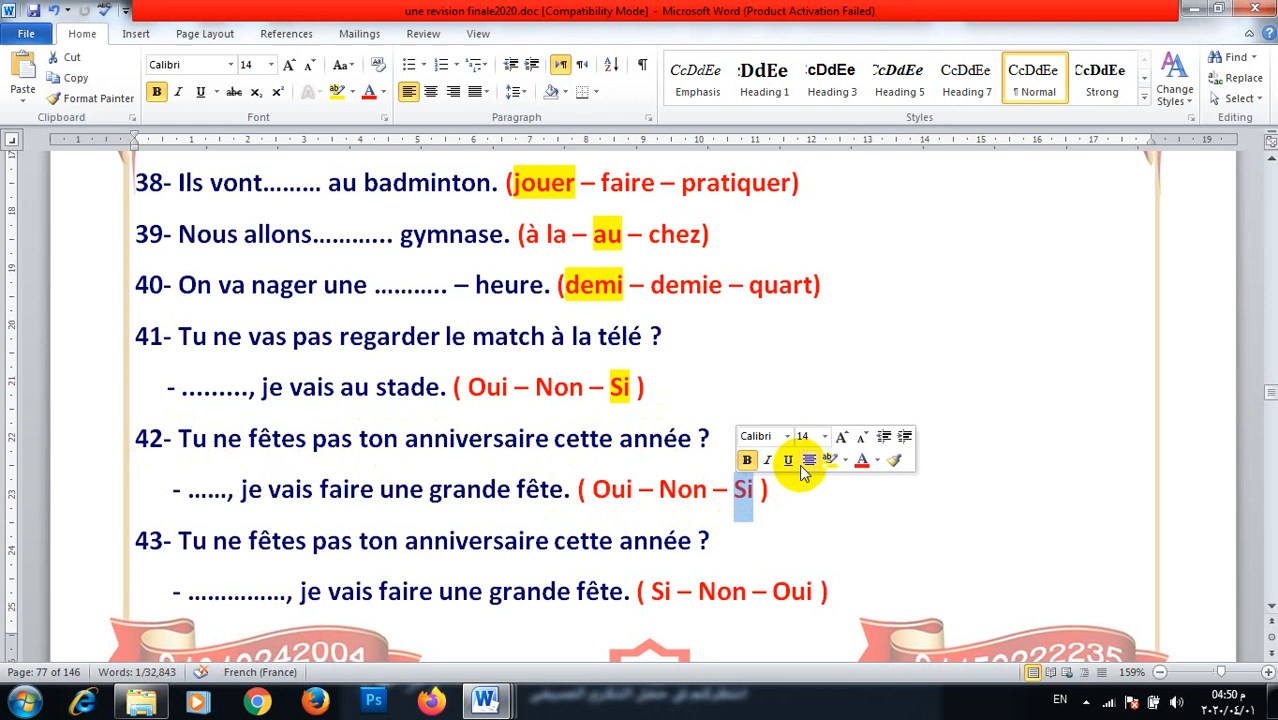 une revision finale2020.doc [Compatibility Mode] - Microsoft Word (Product Activation Failed)
File Home Insert Page Layout References Mailings Review View
Cut
Copy
Format Painter
Paste
Clipboard
Calibri 14
Font
Paragraph
CcDdEe :cDdEe :cDdEe CcDdEe CcDdEe CcDdEe CcDdEe
Emphasis Heading 1 Heading 3 Heading 5 Heading 7 ¶ Normal Strong
Change Styles
Styles
Find
Replace
Select
Editing
38- Ils vont……… au badminton. (jouer – faire – pratiquer)
39- Nous allons………... gymnase. (à la – au – chez)
40- On va nager une ……….. – heure. (demi – demie – quart)
41- Tu ne vas pas regarder le match à la télé ?
- ………, je vais au stade. ( Oui – Non – Si )
42- Tu ne fêtes pas ton anniversaire cette année ?
Calibri 14
- ……, je vais faire une grande fête. ( Oui – Non – Si )
43- Tu ne fêtes pas ton anniversaire cette année ?
- ……………, je vais faire une grande fête. ( Si – Non – Oui )
Page: 77 of 146 Words: 1/32,843 French (France) 159%
EN
04:50 م
٢٠٢٠/٠٤/٠١